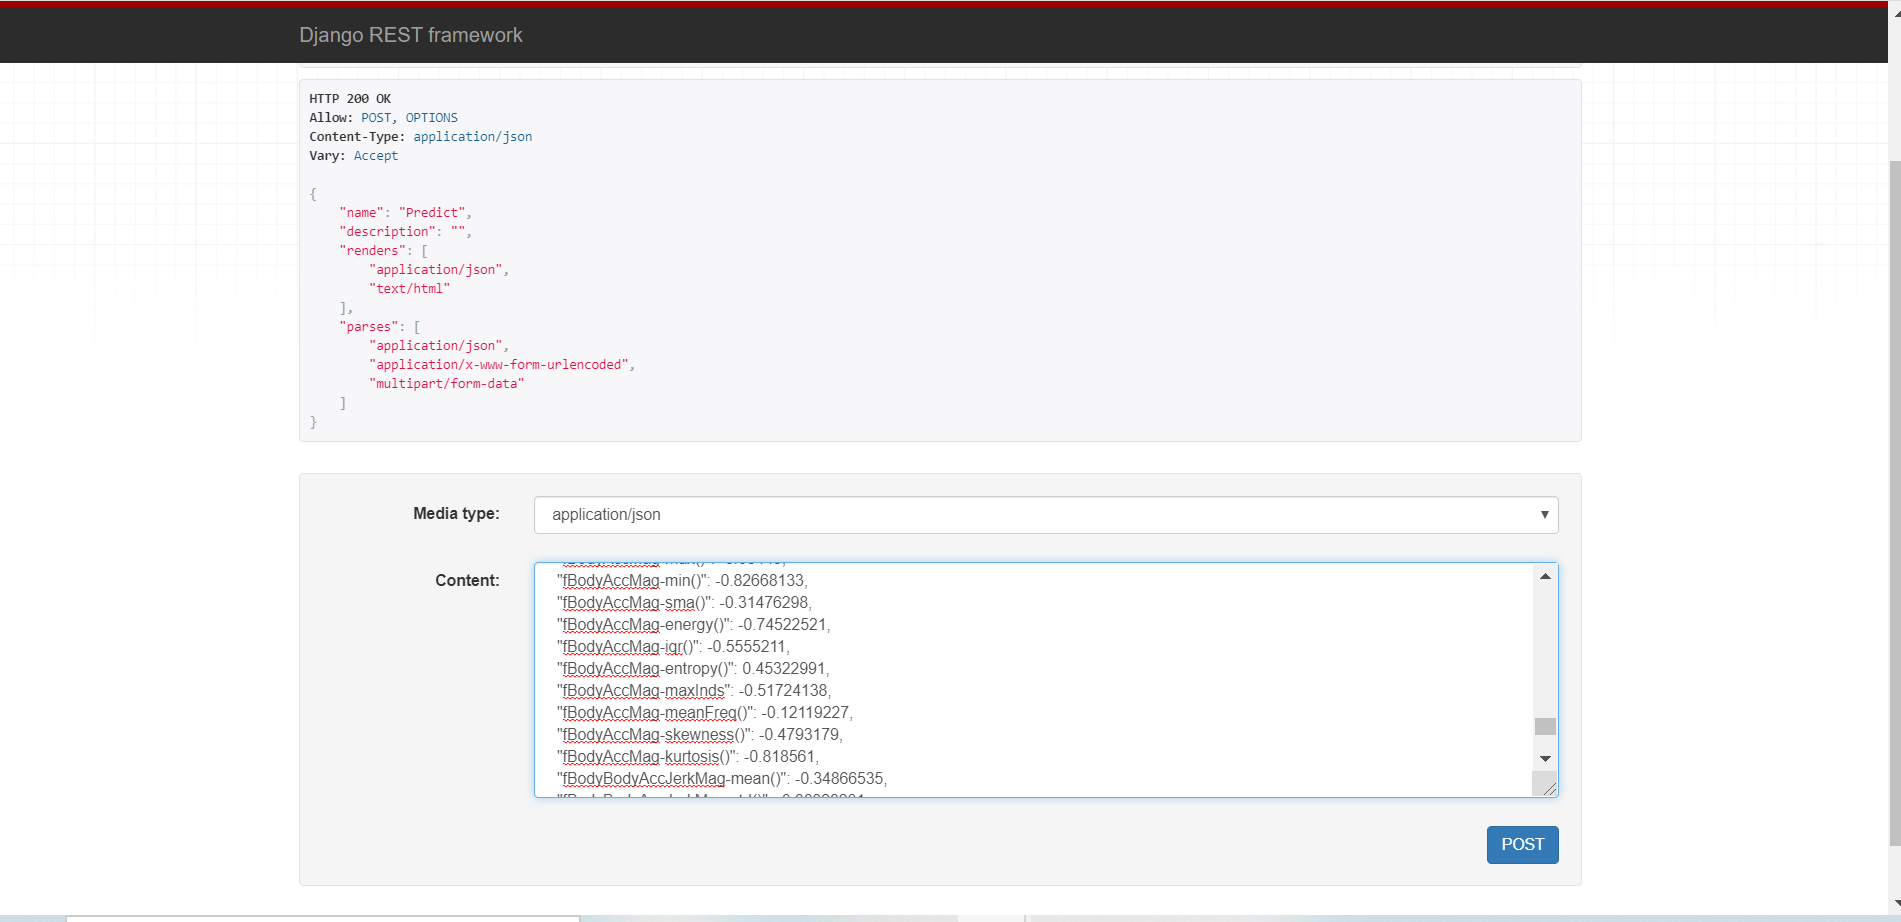 Django REST framework
HTTP 200 OK
Allow: POST, OPTIONS
Content-Type: application/json
Vary: Accept
{
"name": "Predict",
"description": "",
"renders": [
"application/json",
"text/html"
],
"parses": [
"application/json",
"application/x-www-form-urlencoded",
"multipart/form-data"
]
}
Media type:
application/json
Content:
"fBodyAccMag-min()": -0.82668133,
"fBodyAccMag-sma()": -0.31476298,
"fBodyAccMag-energy()": -0.74522521,
"fBodyAccMag-iqr()": -0.5555211,
"fBodyAccMag-entropy()": 0.45322991,
"fBodyAccMag-maxInds": -0.51724138,
"fBodyAccMag-meanFreq()": -0.12119227,
"fBodyAccMag-skewness()": -0.4793179,
"fBodyAccMag-kurtosis()": -0.818561,
"fBodyBodyAccJerkMag-mean()": -0.34866535,
POST